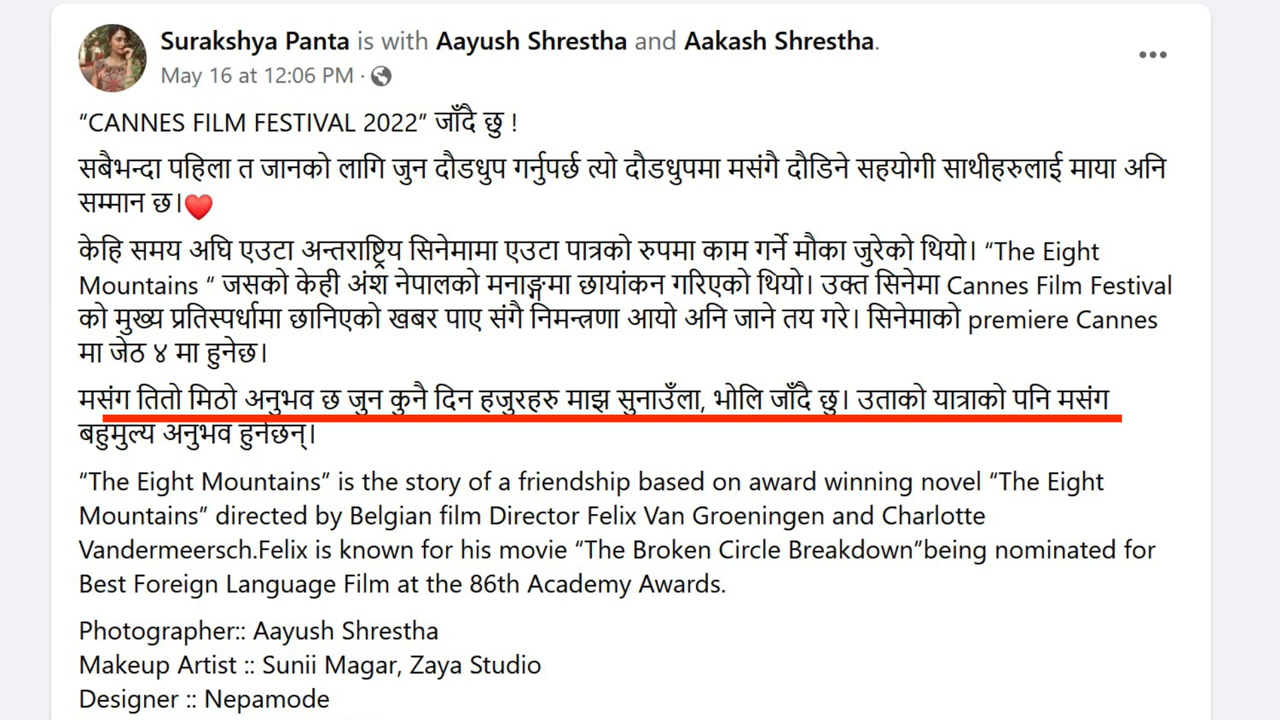 Surakshya Panta is with Aayush Shrestha and Aakash Shrestha.
May 16 at 12:06 PM ·
“CANNES FILM FESTIVAL 2022” जाँदै छु !
सबैभन्दा पहिला त जानको लागि जुन दौडधुप गर्नुपर्छ त्यो दौडधुपमा मसंगै दौडिने सहयोगी साथीहरुलाई माया अनि
सम्मान छ।❤️
केहि समय अघि एउटा अन्तराष्ट्रिय सिनेमामा एउटा पात्रको रुपमा काम गर्ने मौका जुरेको थियो। “The Eight
Mountains “ जसको केही अंश नेपालको मनाङ्गमा छायांकन गरिएको थियो। उक्त सिनेमा Cannes Film Festival
को मुख्य प्रतिस्पर्धामा छानिएको खबर पाए संगै निमन्त्रणा आयो अनि जाने तय गरे। सिनेमाको premiere Cannes
मा जेठ ४ मा हुनेछ।
मसंग तितो मिठो अनुभव छ जुन कुनै दिन हजुरहरु माझ सुनाउँला, भोलि जाँदै छु। उताको यात्राको पनि मसंग
बहुमुल्य अनुभव हुनेछन्।
“The Eight Mountains” is the story of a friendship based on award winning novel “The Eight
Mountains” directed by Belgian film Director Felix Van Groeningen and Charlotte
Vandermeersch.Felix is known for his movie “The Broken Circle Breakdown”being nominated for
Best Foreign Language Film at the 86th Academy Awards.
Photographer:: Aayush Shrestha
Makeup Artist :: Sunii Magar, Zaya Studio
Designer :: Nepamode